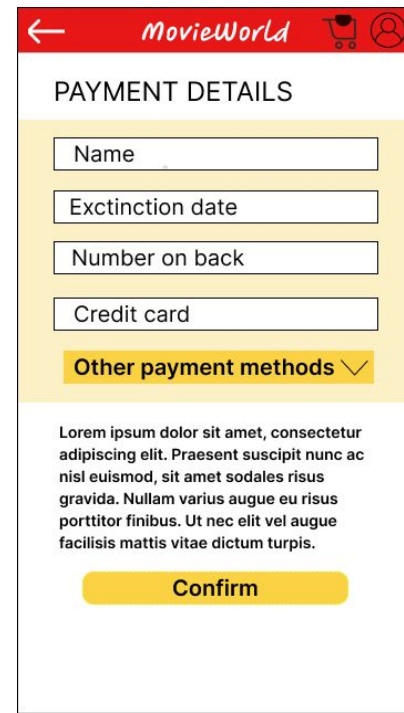 MovieWorld
PAYMENT DETAILS
Name
Exctinction date
Number on back
Credit card
Other payment methods
Lorem ipsum dolor sit amet, consectetur
adipiscing elit. Praesent suscipit nunc ac
nisl euismod, sit amet sodales risus
gravida. Nullam varius augue eu risus
porttitor finibus. Ut nec elit vel augue
facilisis mattis vitae dictum turpis.
Confirm